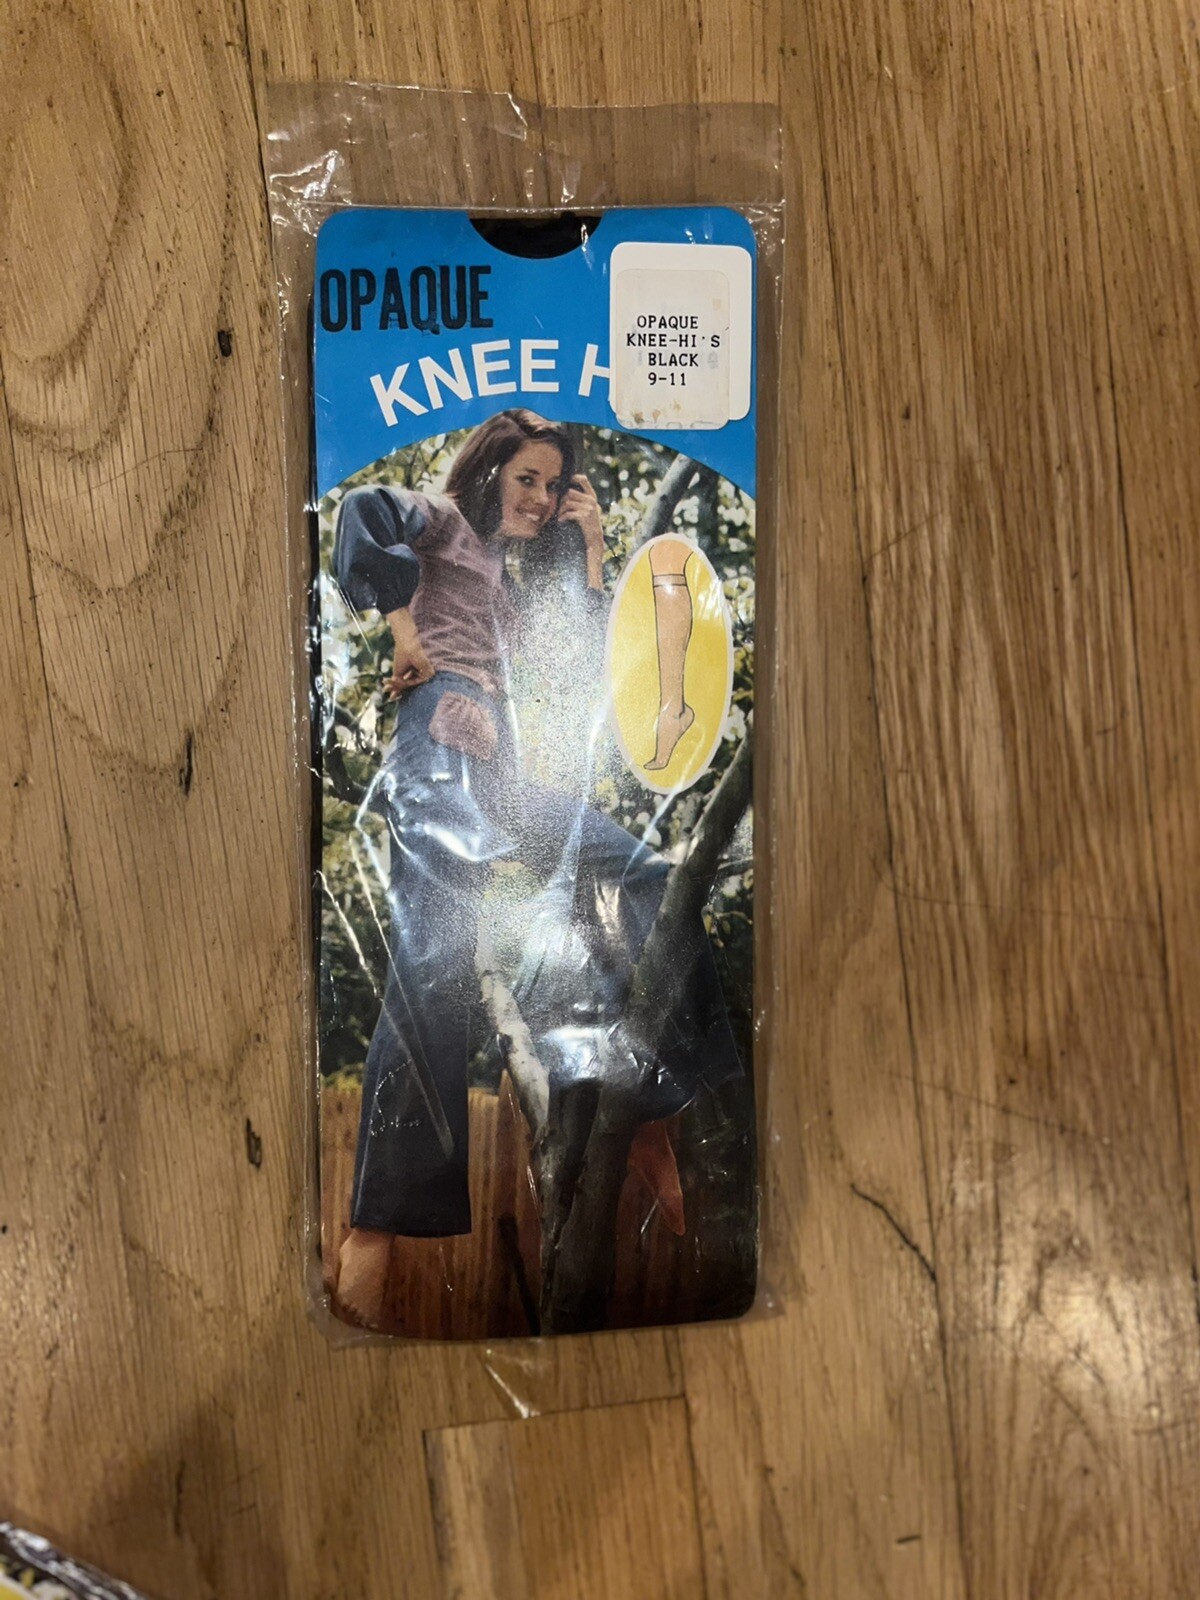 OPAQUE
KNEE H
OPAQUE
KNEE-HI'S
BLACK
9-11